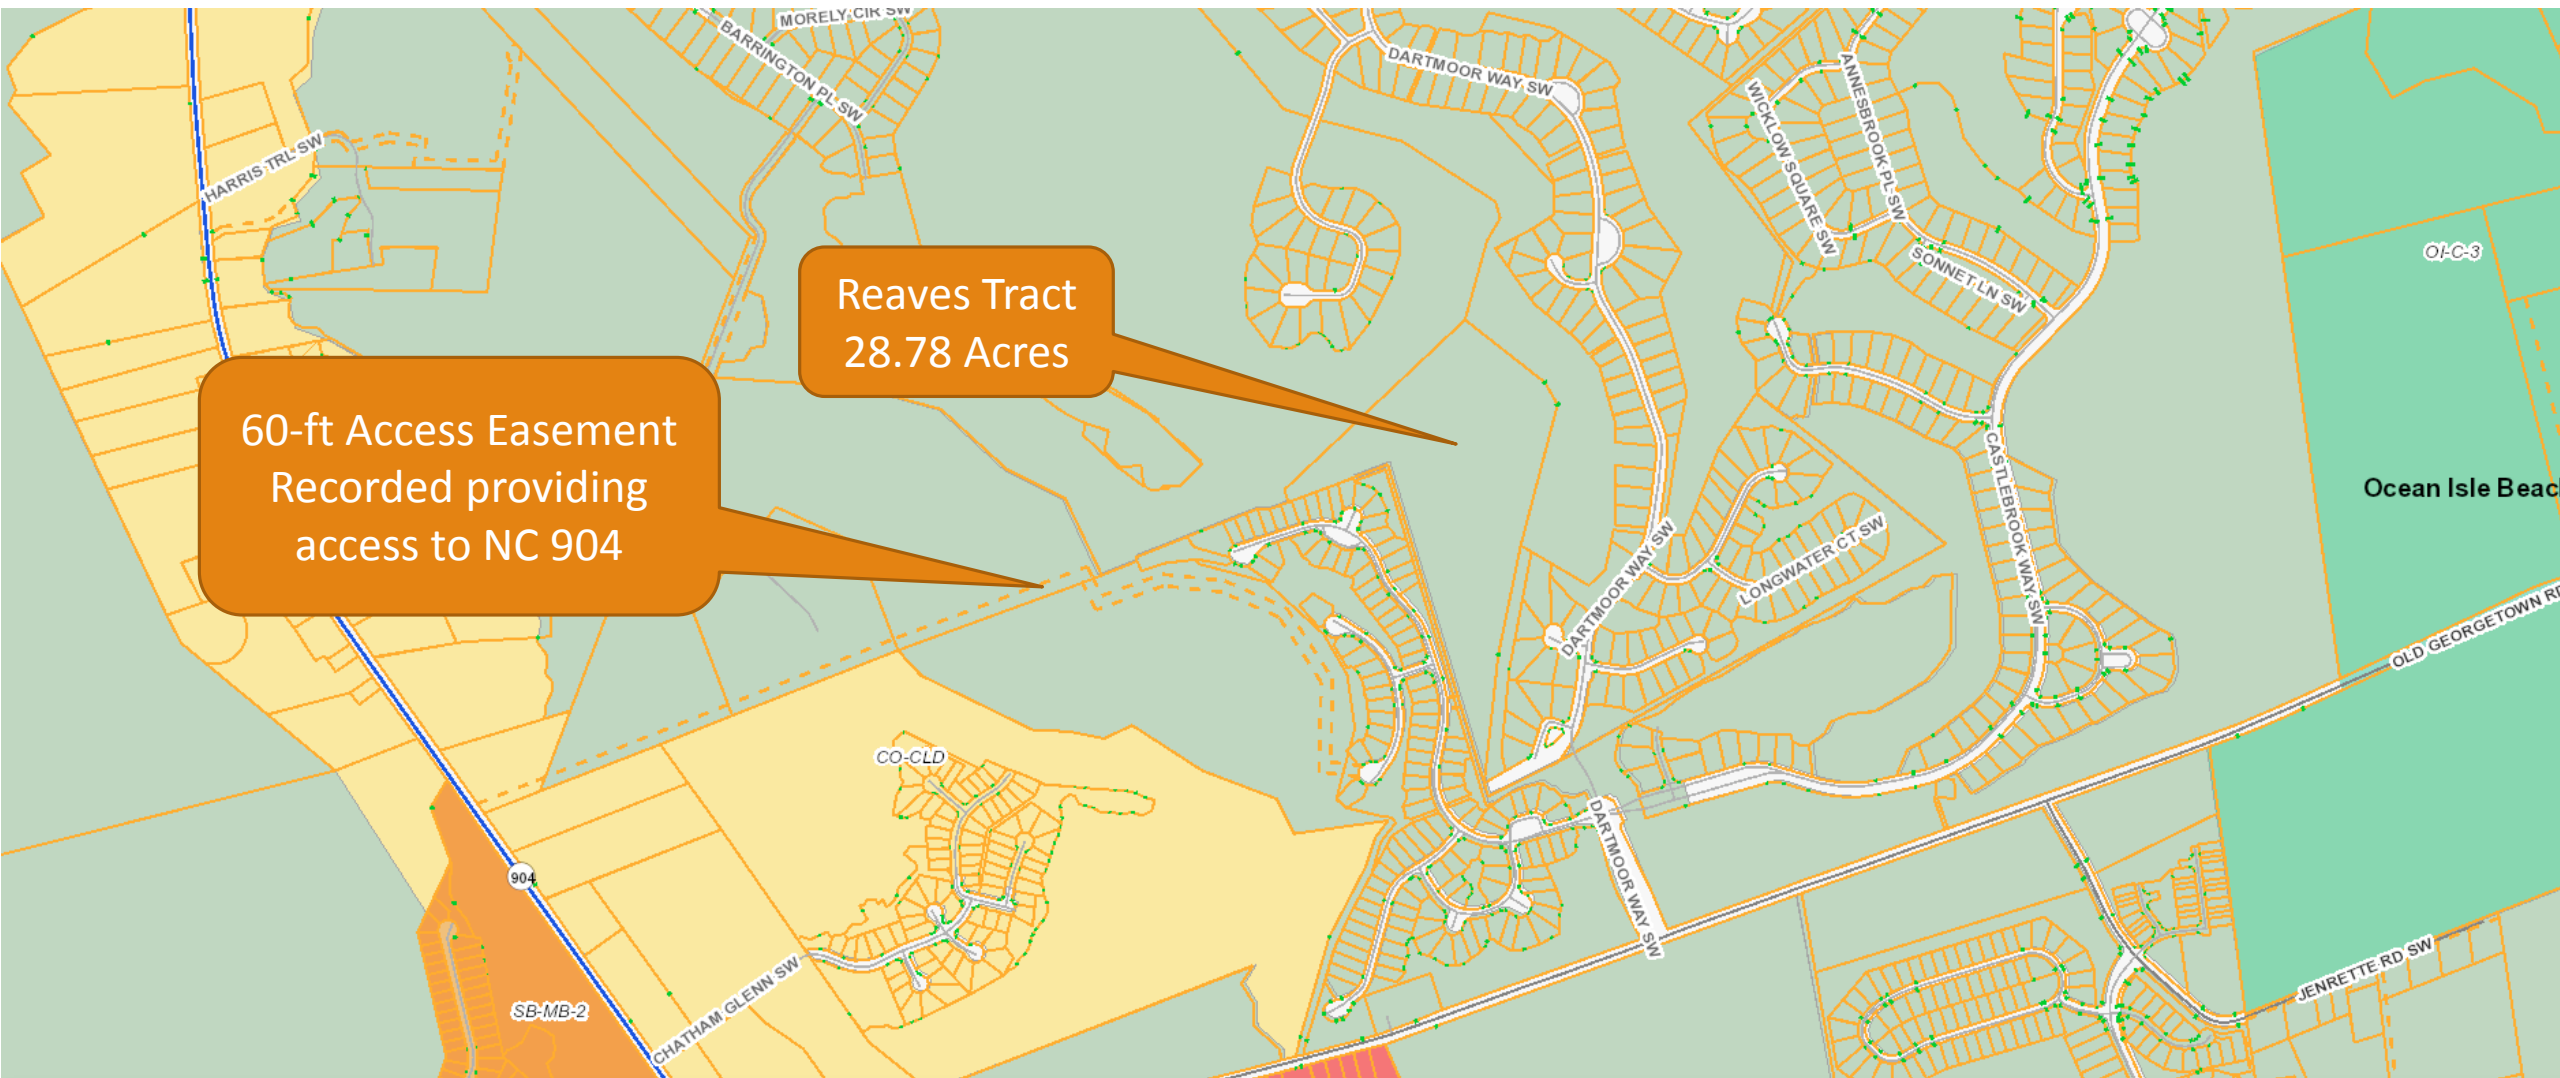 MORELY CIR SW
BARRINGTON PL SW
DARTMOOR WAY SW
ANNESBROOK PL SW
WICKLOW SQUARE SW
HARRIS TRL SW
SONNET LN SW
OI-C-3
Reaves Tract
28.78 Acres
60-ft Access Easement
Recorded providing
access to NC 904
CASTLEBROOK WAY SW
Ocean Isle Beac
DARTMOOR WAY SW
LONGWATER CT SW
OLD GEORGETOWN RD
CO-CLD
DARTMOOR WAY SW
904
SB-MB-2
CHATHAM GLENN SW
JENRETTE RD SW